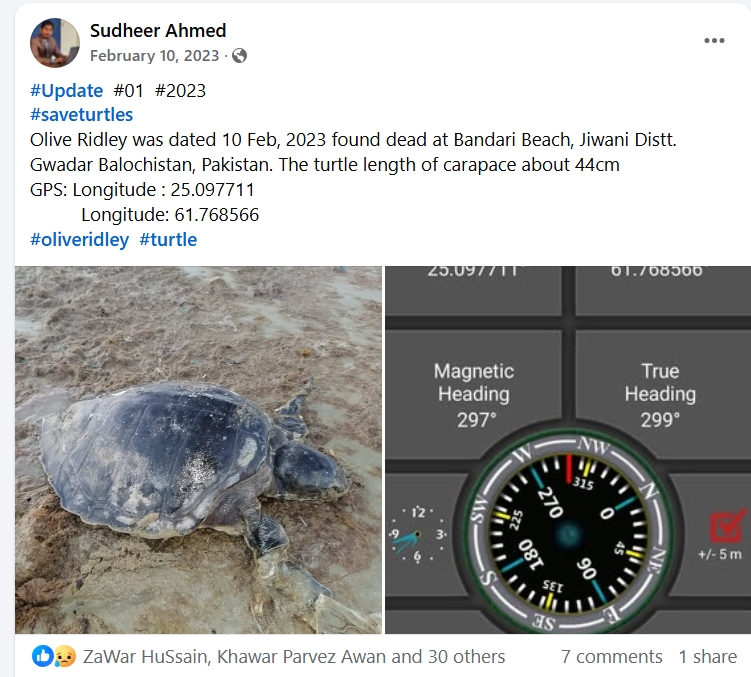 Sudheer Ahmed
February 10, 2023 ·
#Update #01 #2023
#saveturtles
Olive Ridley was dated 10 Feb, 2023 found dead at Bandari Beach, Jiwani Distt.
Gwadar Balochistan, Pakistan. The turtle length of carapace about 44cm
GPS: Longitude : 25.097711
Longitude: 61.768566
#oliveridley #turtle
25.097711 61.768566
Magnetic
Heading
297°
True
Heading
299°
W NW N NE E SE S SW
270 315 0 45 90 135 180 225
12 3 6 9
+/- 5 m
ZaWar HuSsain, Khawar Parvez Awan and 30 others
7 comments 1 share